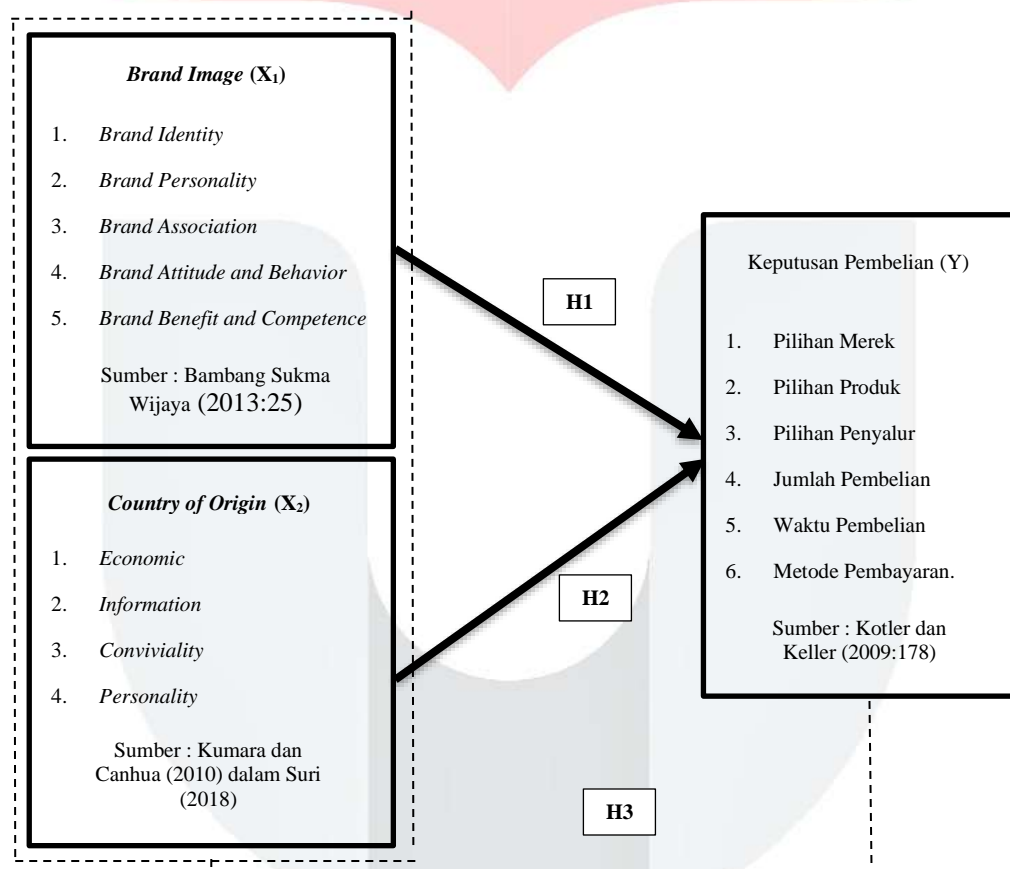 Brand Image (X₁)
1. Brand Identity
2. Brand Personality
3. Brand Association
4. Brand Attitude and Behavior
5. Brand Benefit and Competence
Sumber : Bambang Sukma
Wijaya (2013:25)
Country of Origin (X₂)
1. Economic
2. Information
3. Conviviality
4. Personality
Sumber : Kumara dan
Canhua (2010) dalam Suri
(2018)
H1
H2
H3
Keputusan Pembelian (Y)
1. Pilihan Merek
2. Pilihan Produk
3. Pilihan Penyalur
4. Jumlah Pembelian
5. Waktu Pembelian
6. Metode Pembayaran.
Sumber : Kotler dan
Keller (2009:178)